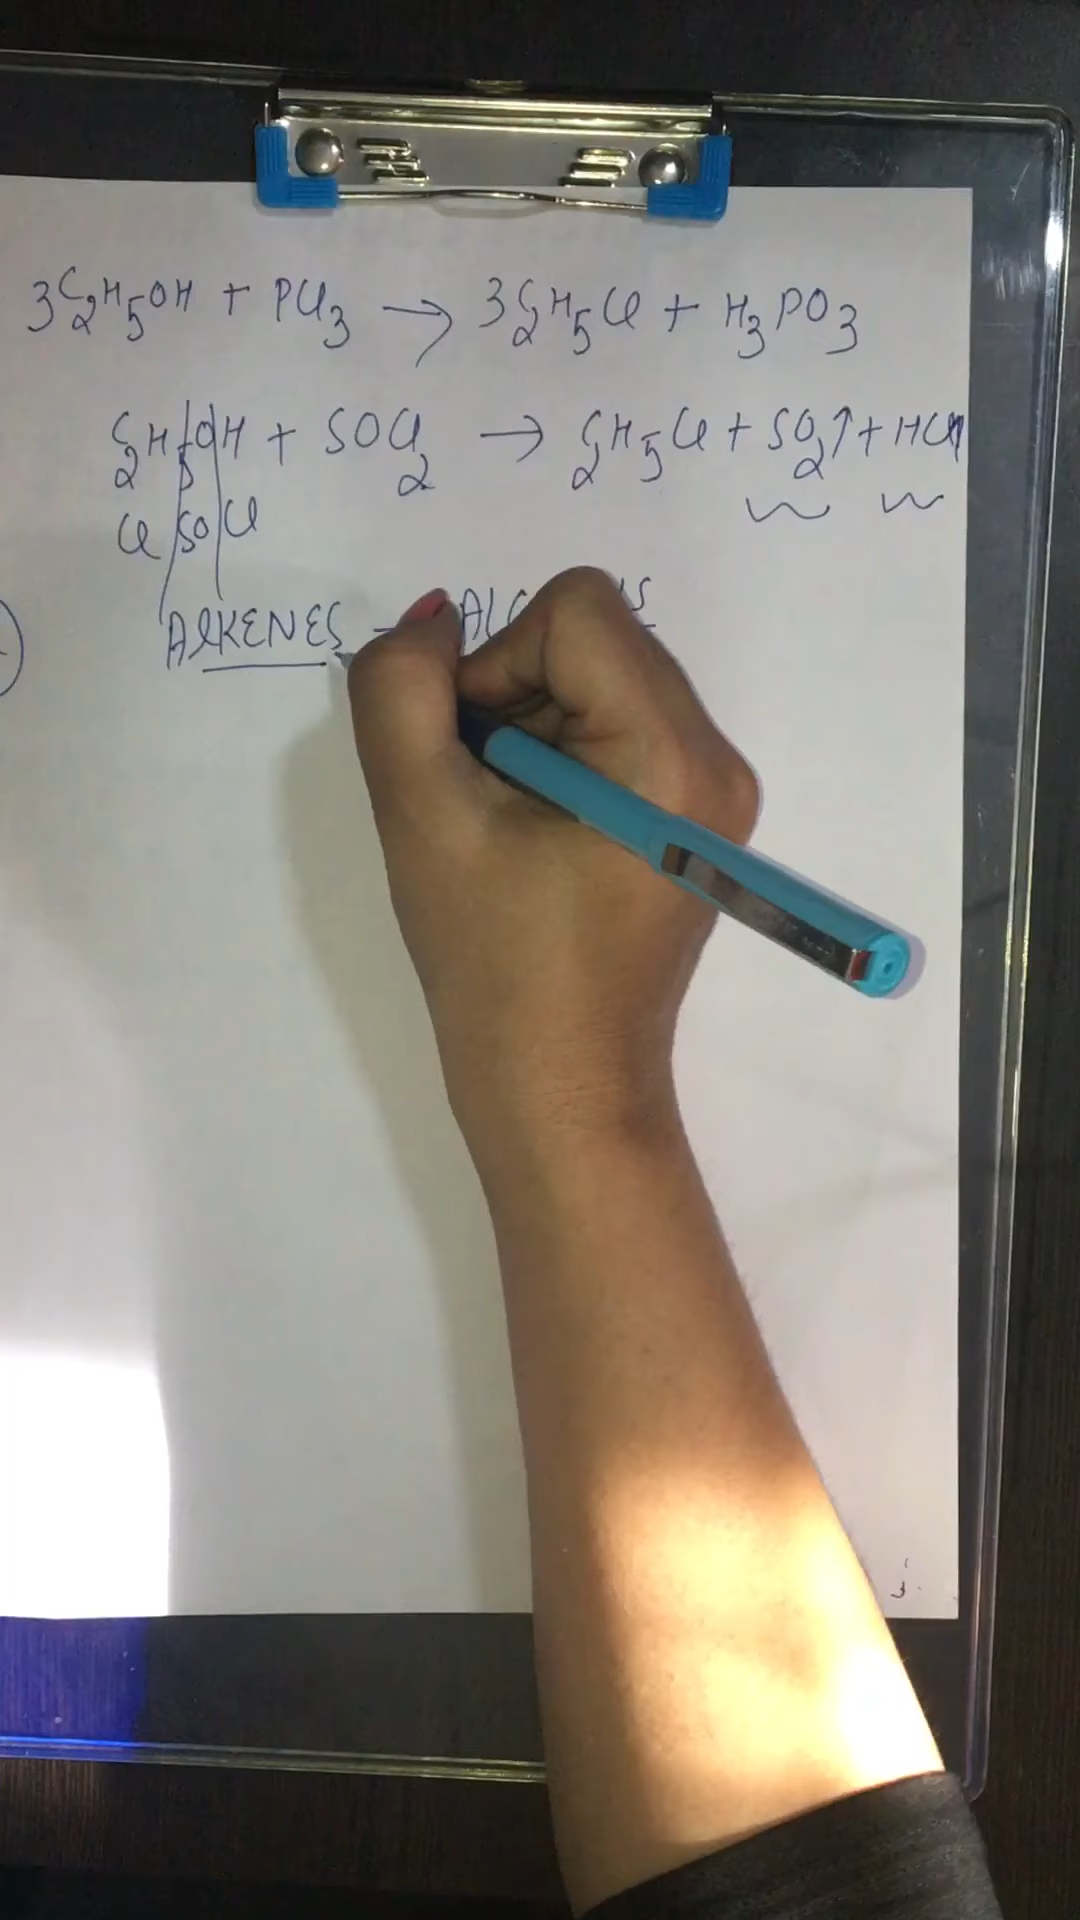 3C2H5OH + PCl3 → 3C2H5Cl + H3PO3
C2H5OH + SOCl2 → C2H5Cl + SO2↑ + HCl
Cl SO Cl
ALKENES